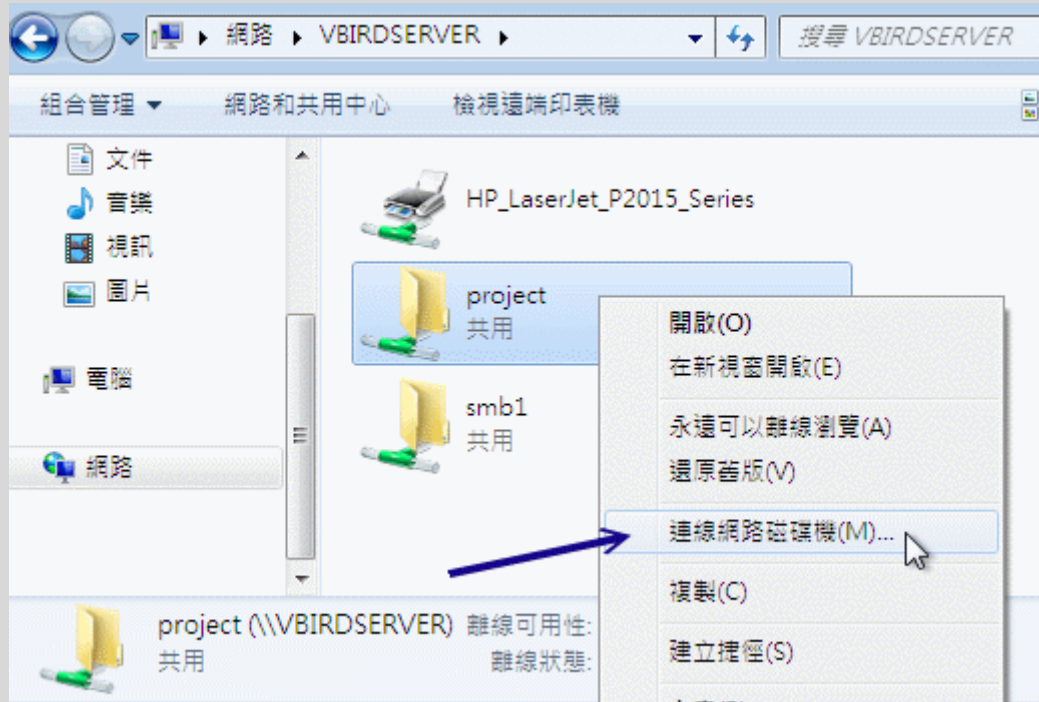 網路 VBIRDSERVER
搜尋 VBIRDSERVER
組合管理 網路和共用中心 檢視遠端印表機
文件
音樂
視訊
圖片
電腦
網路
HP_LaserJet_P2015_Series
project
共用
smb1
共用
開啟(O)
在新視窗開啟(E)
永遠可以離線瀏覽(A)
還原舊版(V)
連線網路磁碟機(M)...
複製(C)
建立捷徑(S)
project (\\VBIRDSERVER) 離線可用性:
共用 離線狀態: